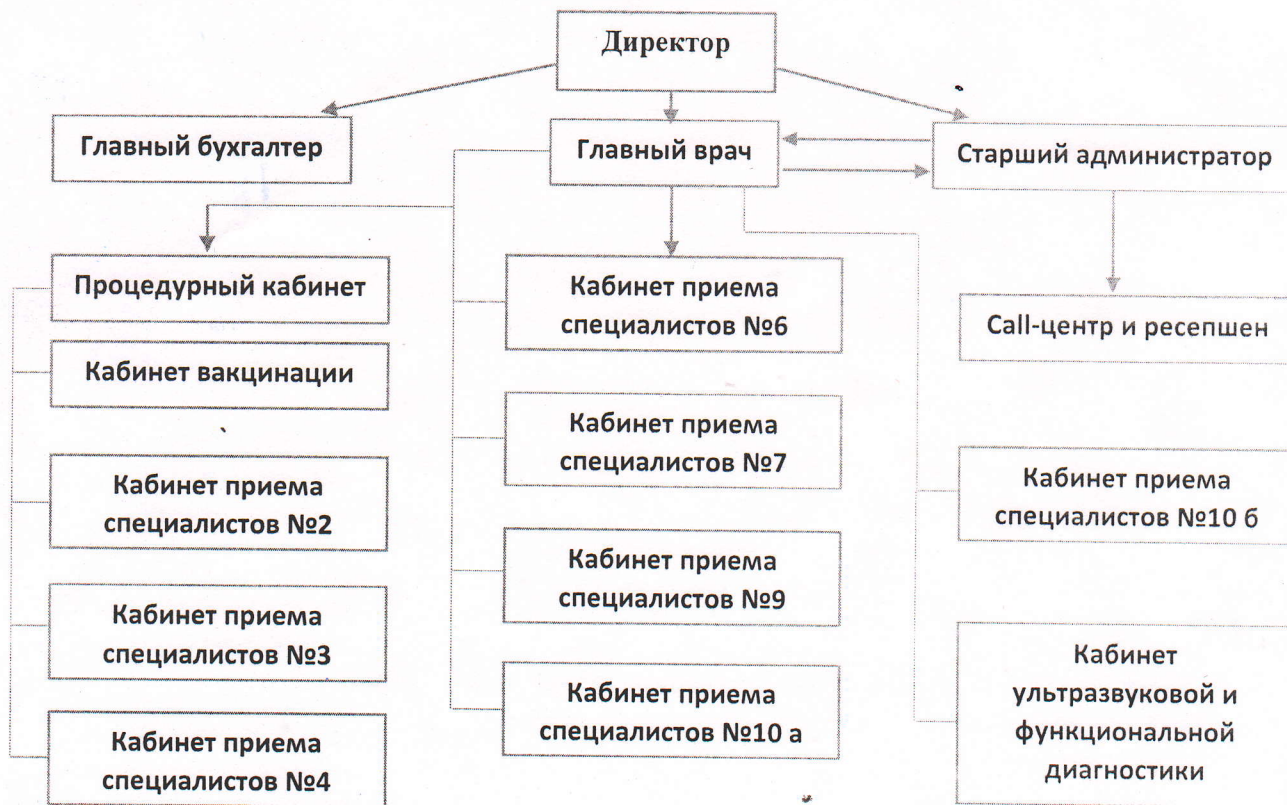 Директор
Главный бухгалтер
Главный врач
Старший администратор
Процедурный кабинет
Кабинет вакцинации
Кабинет приема
специалистов №2
Кабинет приема
специалистов №3
Кабинет приема
специалистов №4
Кабинет приема
специалистов №6
Кабинет приема
специалистов №7
Кабинет приема
специалистов №9
Кабинет приема
специалистов №10 а
Call-центр и ресепшен
Кабинет приема
специалистов №10 б
Кабинет
ультразвуковой и
функциональной
диагностики